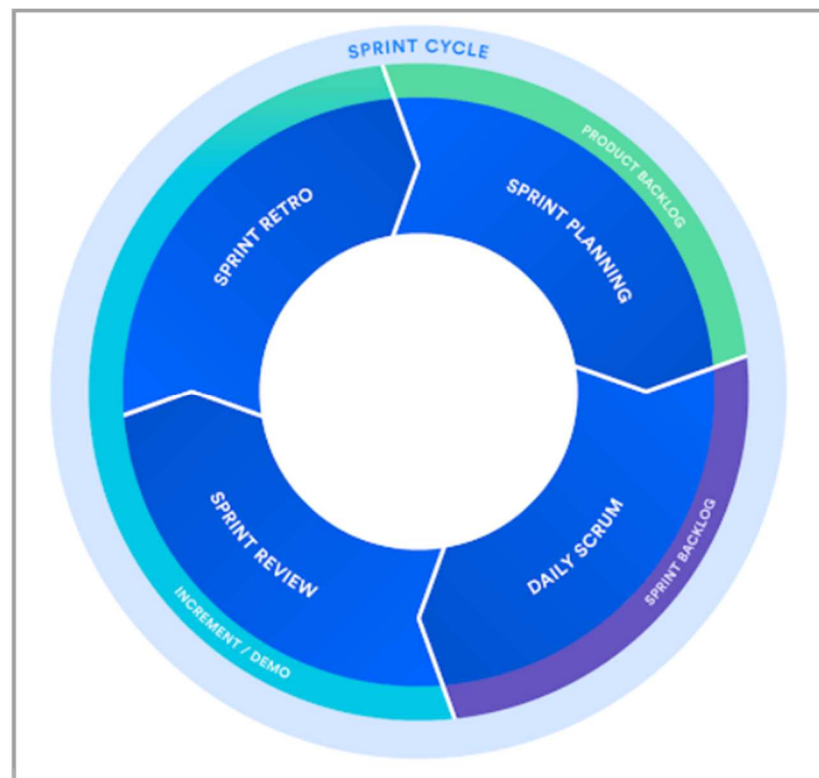 SPRINT CYCLE
PRODUCT BACKLOG
SPRINT PLANNING
SPRINT BACKLOG
DAILY SCRUM
INCREMENT / DEMO
SPRINT REVIEW
SPRINT RETRO